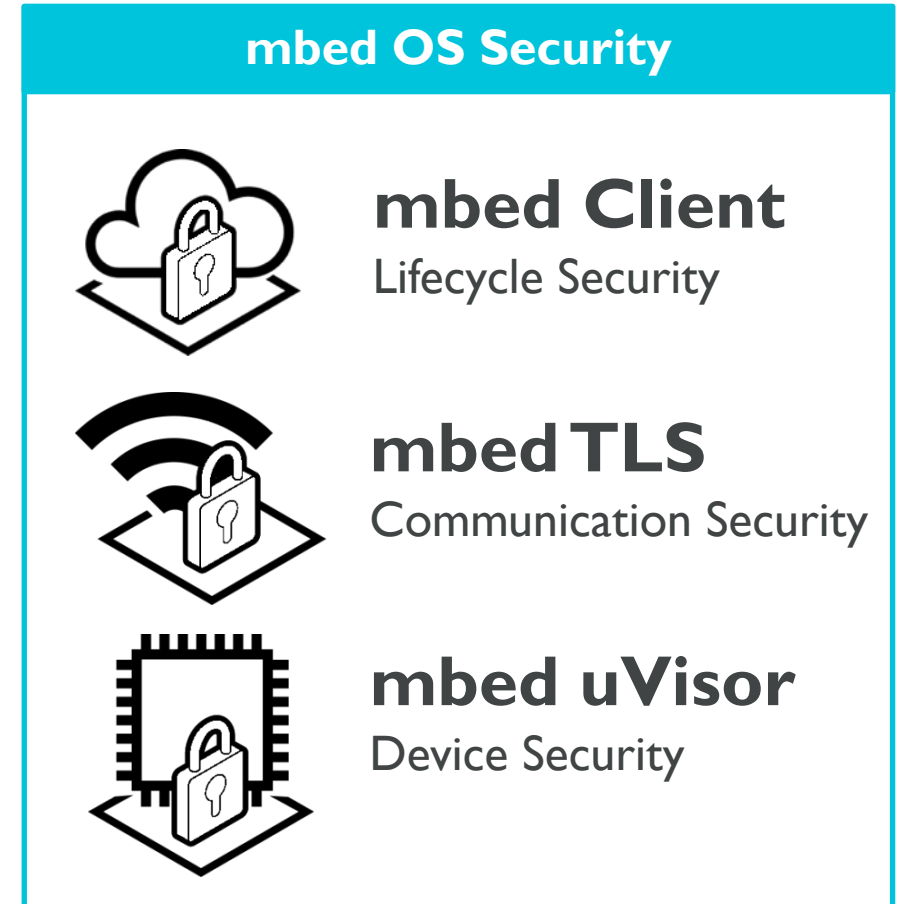 mbed OS Security
mbed Client
Lifecycle Security
mbed TLS
Communication Security
mbed uVisor
Device Security